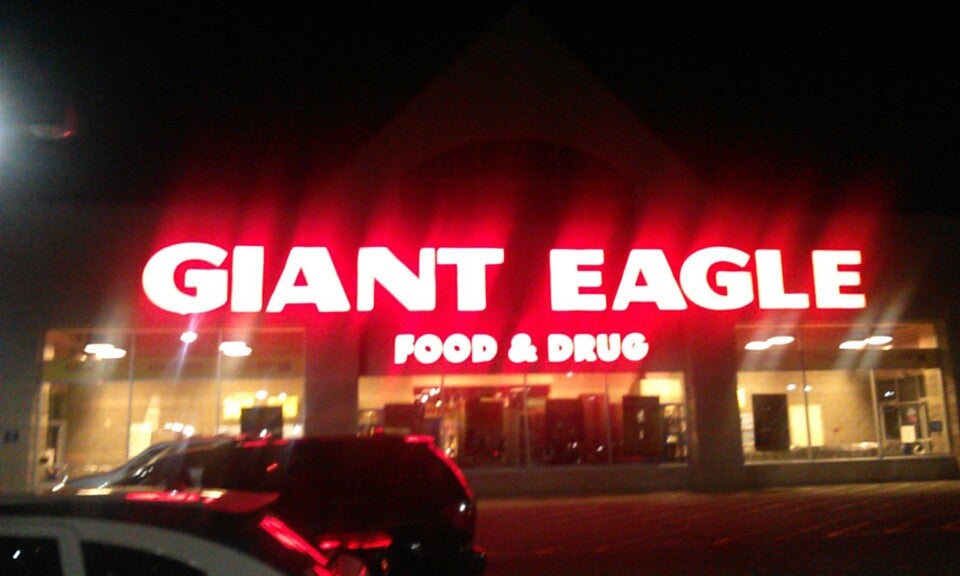 GIANT EAGLE
FOOD & DRUG